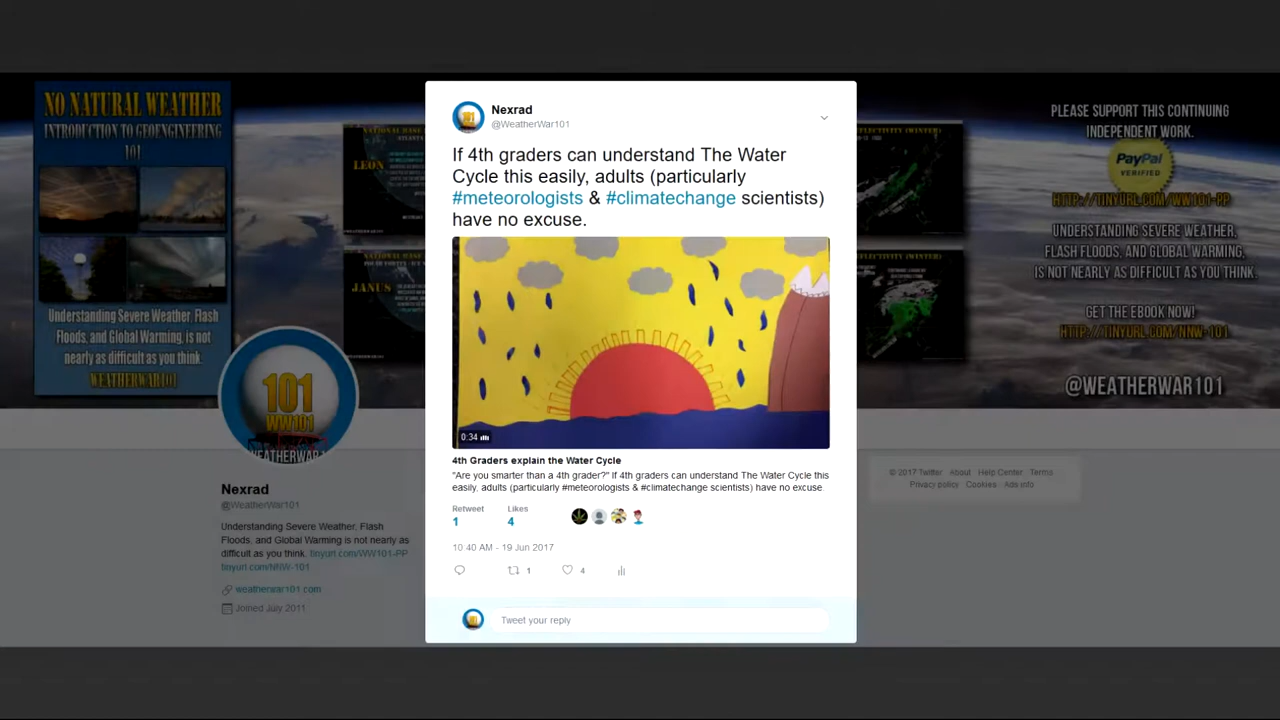 NO NATURAL WEATHER
INTRODUCTION TO GEOENGINEERING
101
Understanding Severe Weather, Flash
Floods, and Global Warming, is not
nearly as difficult as you think.
WEATHERWAR101
LEON
JANUS
101
WW101
Nexrad
@WeatherWar101
Understanding Severe Weather, Flash
Floods, and Global Warming is not nearly as
difficult as you think. tinyurl.com/WW101-PP
tinyurl.com/NNW-101
weatherwar101.com
Joined July 2011
Nexrad
@WeatherWar101
If 4th graders can understand The Water
Cycle this easily, adults (particularly
#meteorologists & #climatechange scientists)
have no excuse.
0:34
4th Graders explain the Water Cycle
"Are you smarter than a 4th grader?" If 4th graders can understand The Water Cycle this
easily, adults (particularly #meteorologists & #climatechange scientists) have no excuse.
Retweet Likes
1 4
10:40 AM - 19 Jun 2017
1 4
Tweet your reply
PLEASE SUPPORT THIS CONTINUING
INDEPENDENT WORK.
PayPal
VERIFIED
HTTP://TINYURL.COM/WW101-PP
UNDERSTANDING SEVERE WEATHER,
FLASH FLOODS, AND GLOBAL WARMING,
IS NOT NEARLY AS DIFFICULT AS YOU THINK.
GET THE EBOOK NOW!
HTTP://TINYURL.COM/NNW-101
@WEATHERWAR101
© 2017 Twitter About Help Center Terms
Privacy policy Cookies Ads info